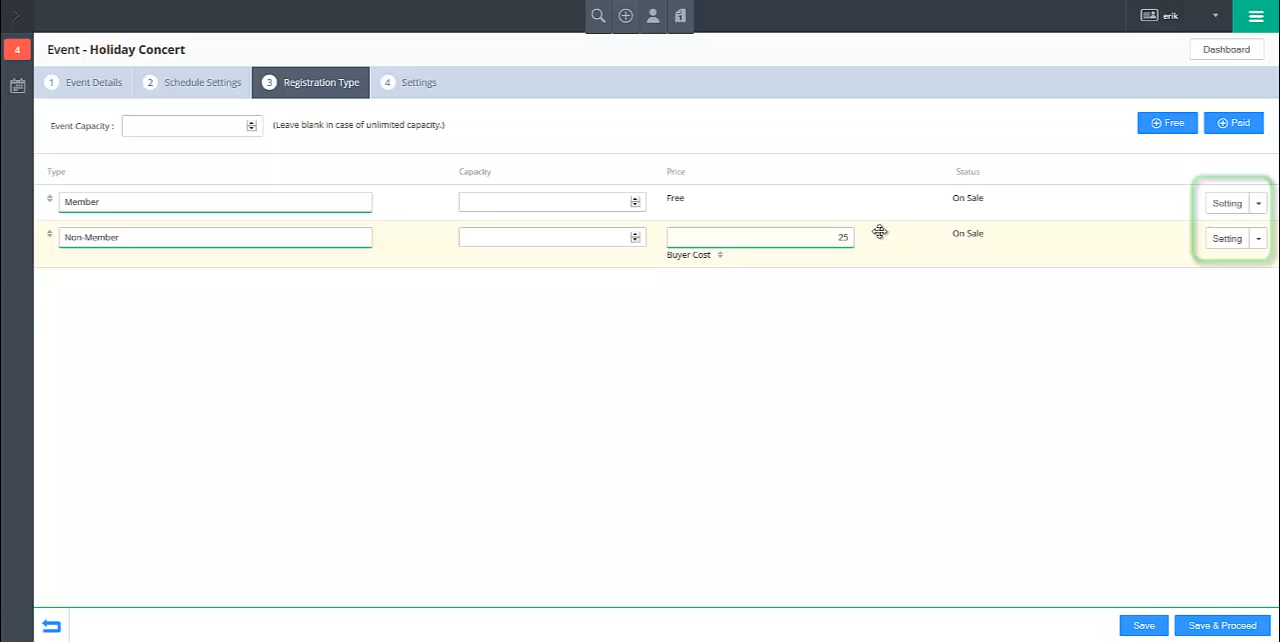 erik
4
Event - Holiday Concert
Dashboard
1 Event Details 2 Schedule Settings 3 Registration Type 4 Settings
Event Capacity : (Leave blank in case of unlimited capacity.)
Free Paid
Type Capacity Price Status
Member Free On Sale Setting
Non-Member 25 On Sale Setting
Buyer Cost
Save Save & Proceed